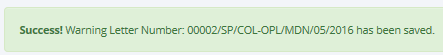 Success! Warning Letter Number: 00002/SP/COL-OPL/MDN/05/2016 has been saved.